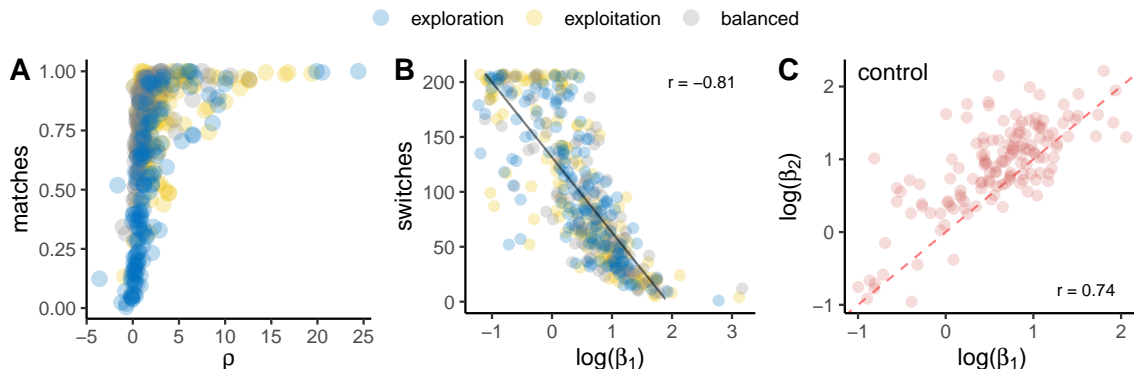 exploration exploitation balanced
A
matches
1.00
0.75
0.50
0.25
0.00
−5 0 5 10 15 20 25
ρ
B
switches
200
150
100
50
0
r = −0.81
−1 0 1 2 3
log(β₁)
C
control
log(β₂)
2
1
0
−1
r = 0.74
−1 0 1 2
log(β₁)